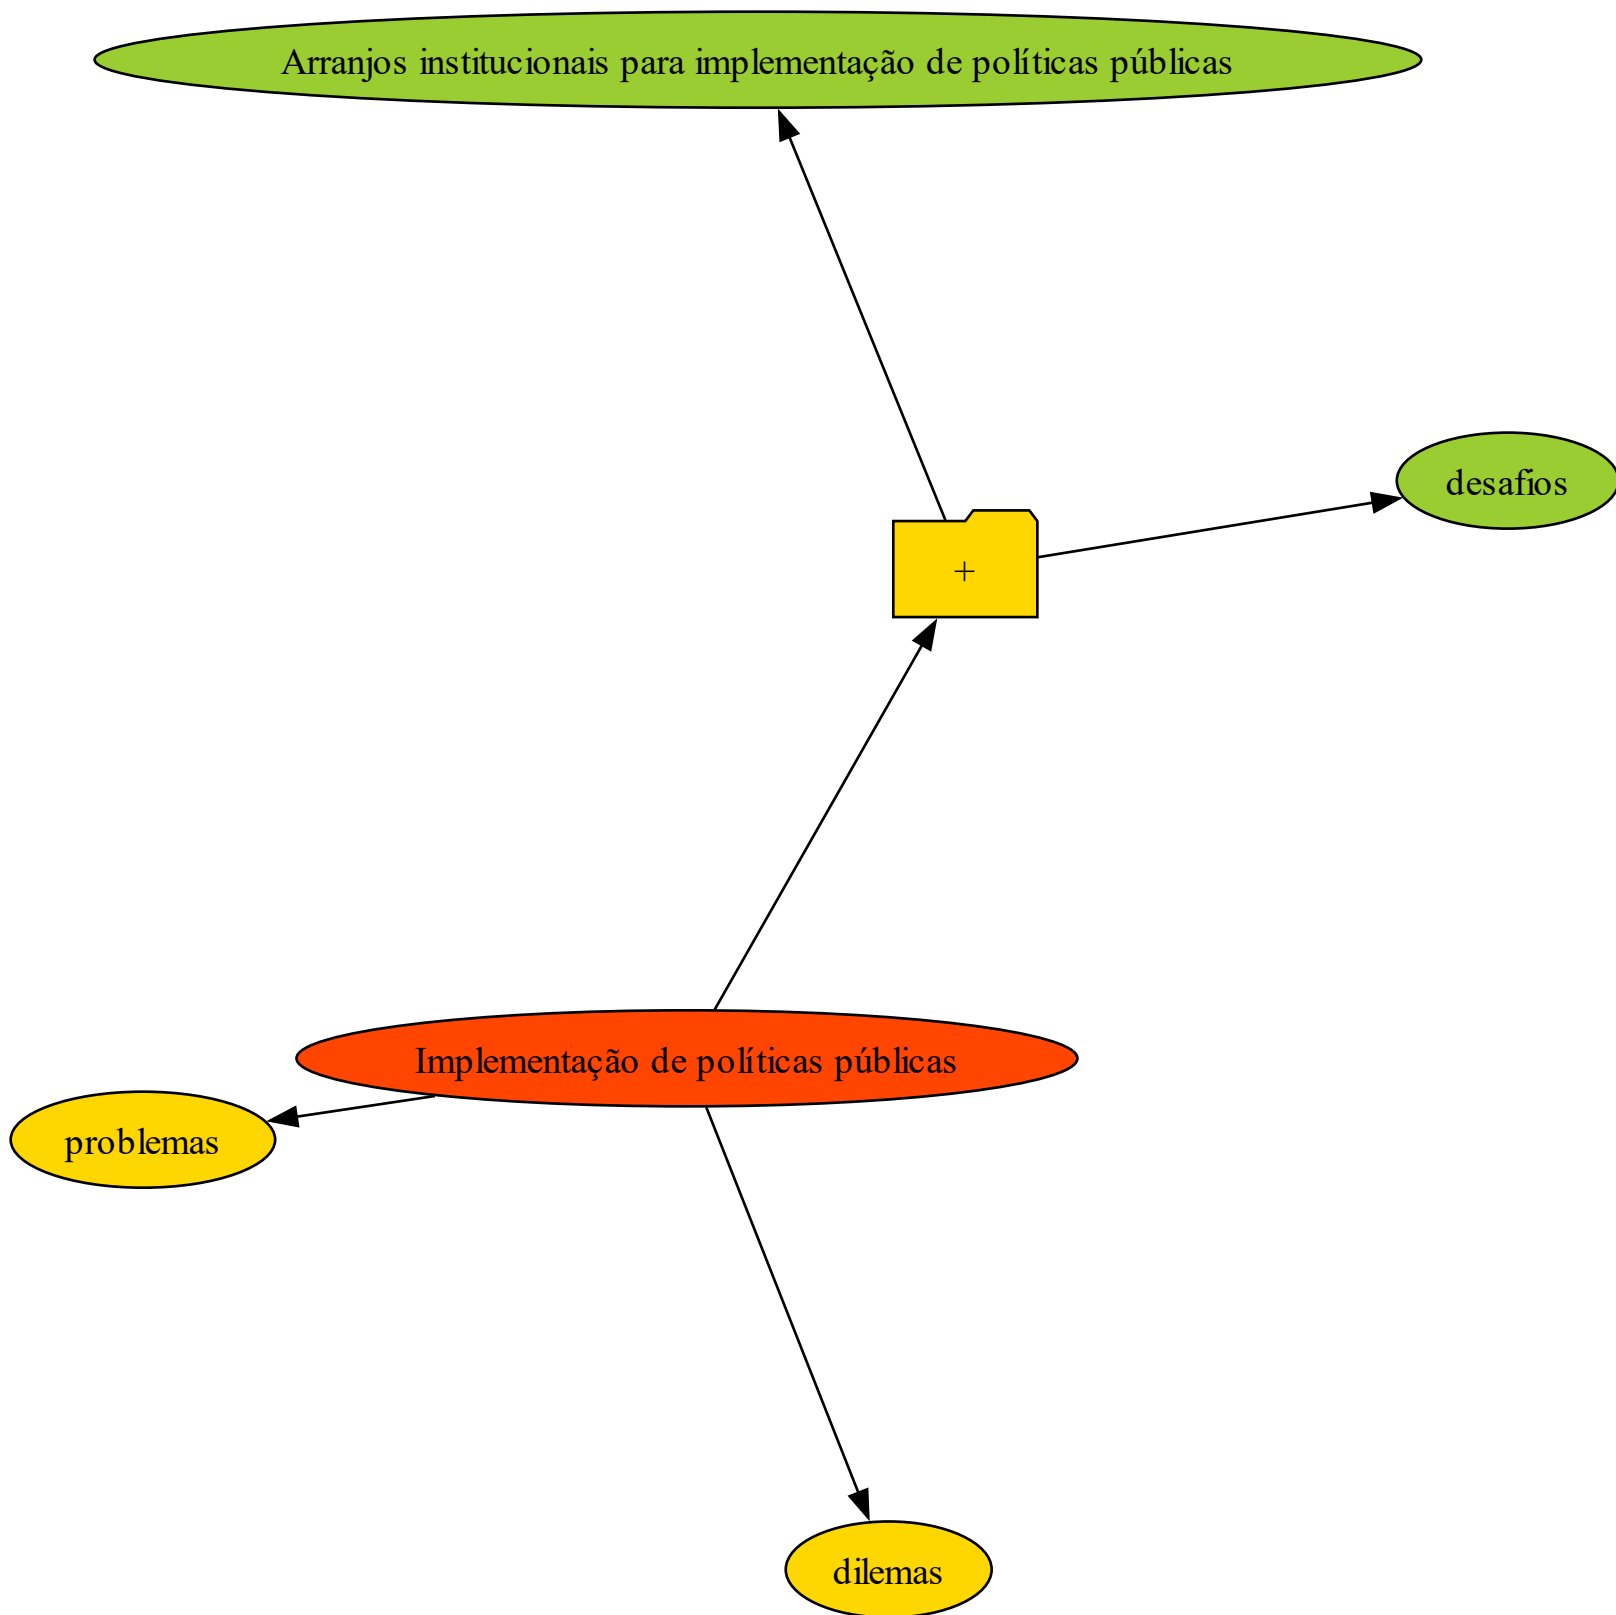 Arranjos institucionais para implementação de políticas públicas
desafios
+
Implementação de políticas públicas
problemas
dilemas